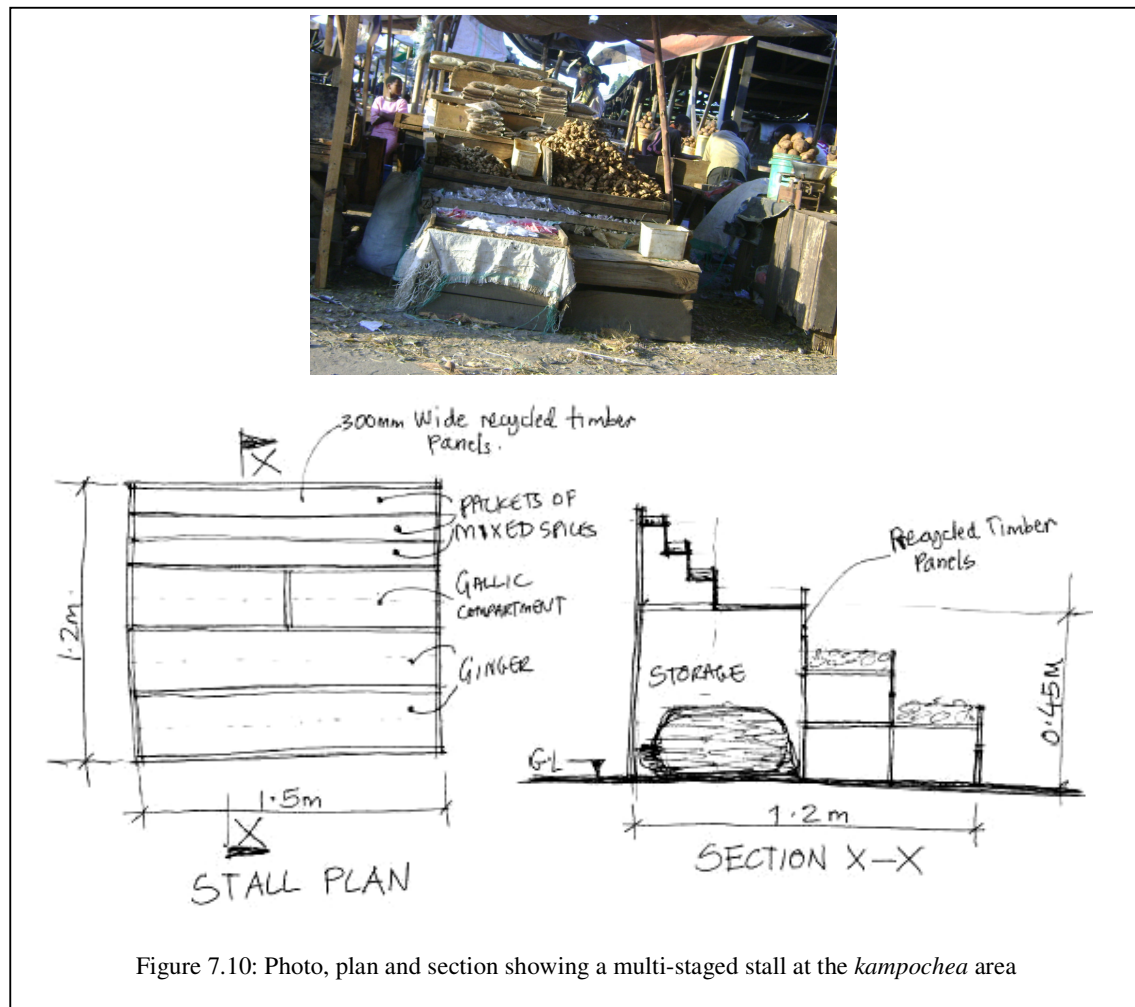 300mm Wide recycled timber
Panels.
X
PACKETS OF
MIXED SPICES
GALLIC
COMPARTMENT
GINGER
1.2m
1.5m
X
STALL PLAN
Recycled Timber
Panels
STORAGE
0.45M
G.L
1.2m
SECTION X-X
Figure 7.10: Photo, plan and section showing a multi-staged stall at the kampochea area